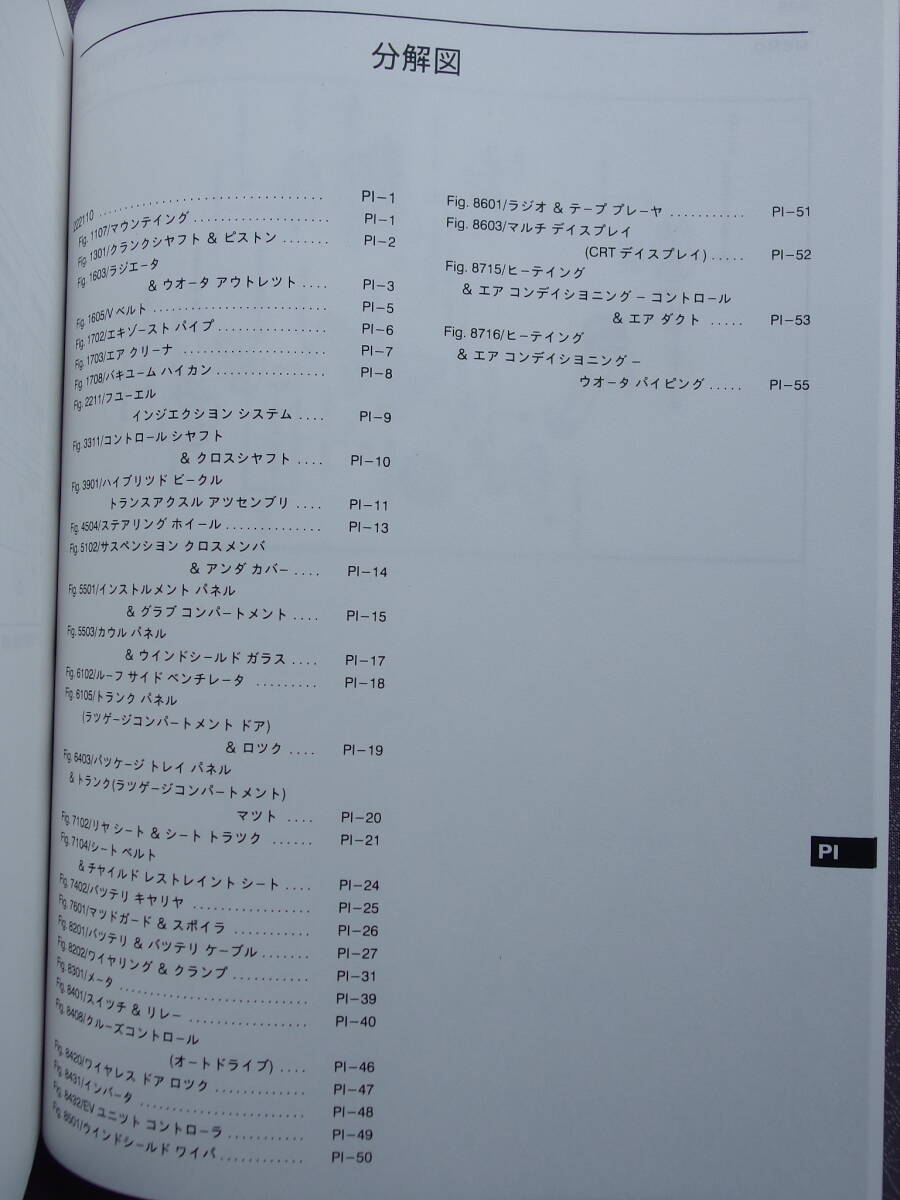 分解図
202110 ................................ PI−1
Fig. 1107/マウンテイング .................... PI−1
Fig. 1301/クランクシヤフト & ピストン ....... PI−2
Fig. 1603/ラジエータ
& ウオータ アウトレツト .... PI−3
Fig. 1605/V ベルト .......................... PI−5
Fig. 1702/エキゾースト パイプ ................ PI−6
Fig. 1703/エア クリーナ ..................... PI−7
Fig. 1708/バキユーム ハイカン ................ PI−8
Fig. 2211/フユーエル
インジエクシヨン システム .... PI−9
Fig. 3311/コントロール シヤフト
& クロスシヤフト .... PI−10
Fig. 3901/ハイブリツド ビークル
トランスアクスル アツセンブリ .... PI−11
Fig. 4504/ステアリング ホイール .............. PI−13
Fig. 5102/サスペンシヨン クロスメンバ
& アンダ カバー .... PI−14
Fig. 5501/インストルメント パネル
& グラブ コンパートメント .... PI−15
Fig. 5503/カウル パネル
& ウインドシールド ガラス .... PI−17
Fig. 6102/ルーフ サイド ベンチレータ ......... PI−18
Fig. 6105/トランク パネル
(ラツゲージコンパートメント ドア)
& ロツク .... PI−19
Fig. 6403/パツケージ トレイ パネル
& トランク(ラツゲージコンパートメント)
マツト .... PI−20
Fig. 7102/リヤ シート & シート トラツク ...... PI−21
Fig. 7104/シート ベルト
& チヤイルド レストレイント シート .... PI−24
Fig. 7402/バツテリ キヤリヤ ................. PI−25
Fig. 7601/マツドガード & スポイラ ........... PI−26
Fig. 8201/バツテリ & バツテリ ケーブル ....... PI−27
Fig. 8202/ワイヤリング & クランプ ........... PI−31
Fig. 8301/メータ ............................ PI−39
Fig. 8401/スイツチ & リレー ................. PI−40
Fig. 8408/クルーズコントロール
(オートドライブ) .... PI−46
Fig. 8420/ワイヤレス ドア ロツク ............. PI−47
Fig. 8431/インバータ ........................ PI−48
Fig. 8432/EV ユニツト コントローラ ........... PI−49
Fig. 8501/ウインドシールド ワイパ ............ PI−50
Fig. 8601/ラジオ & テープ プレーヤ ........... PI−51
Fig. 8603/マルチ デイスプレイ
(CRT デイスプレイ) ..... PI−52
Fig. 8715/ヒーテイング
& エア コンデイシヨニング − コントロール
& エア ダクト ..... PI−53
Fig. 8716/ヒーテイング
& エア コンデイシヨニング −
ウオータ パイピング ..... PI−55
PI